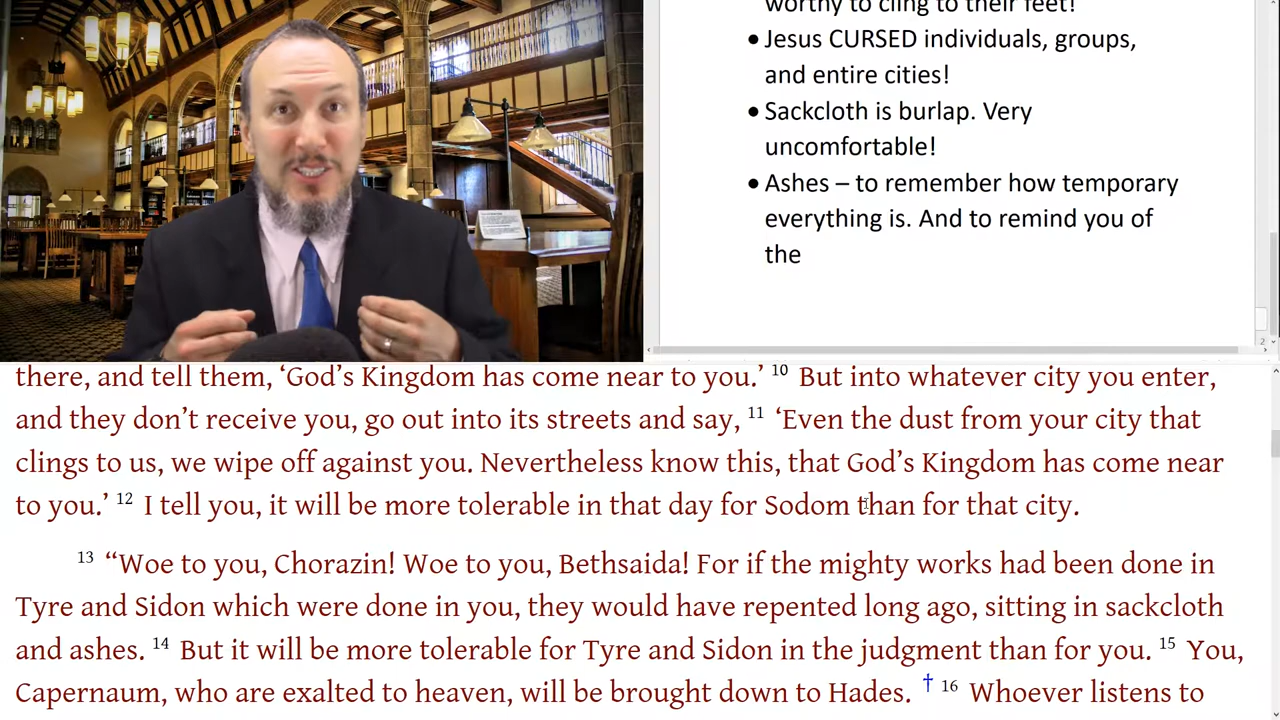 worthy to cling to their feet!
• Jesus CURSED individuals, groups,
and entire cities!
• Sackcloth is burlap. Very
uncomfortable!
• Ashes – to remember how temporary
everything is. And to remind you of
the
2
there, and tell them, ‘God’s Kingdom has come near to you.’ 10 But into whatever city you enter,
and they don’t receive you, go out into its streets and say, 11 ‘Even the dust from your city that
clings to us, we wipe off against you. Nevertheless know this, that God’s Kingdom has come near
to you.’ 12 I tell you, it will be more tolerable in that day for Sodom than for that city.
13 “Woe to you, Chorazin! Woe to you, Bethsaida! For if the mighty works had been done in
Tyre and Sidon which were done in you, they would have repented long ago, sitting in sackcloth
and ashes. 14 But it will be more tolerable for Tyre and Sidon in the judgment than for you. 15 You,
Capernaum, who are exalted to heaven, will be brought down to Hades. † 16 Whoever listens to